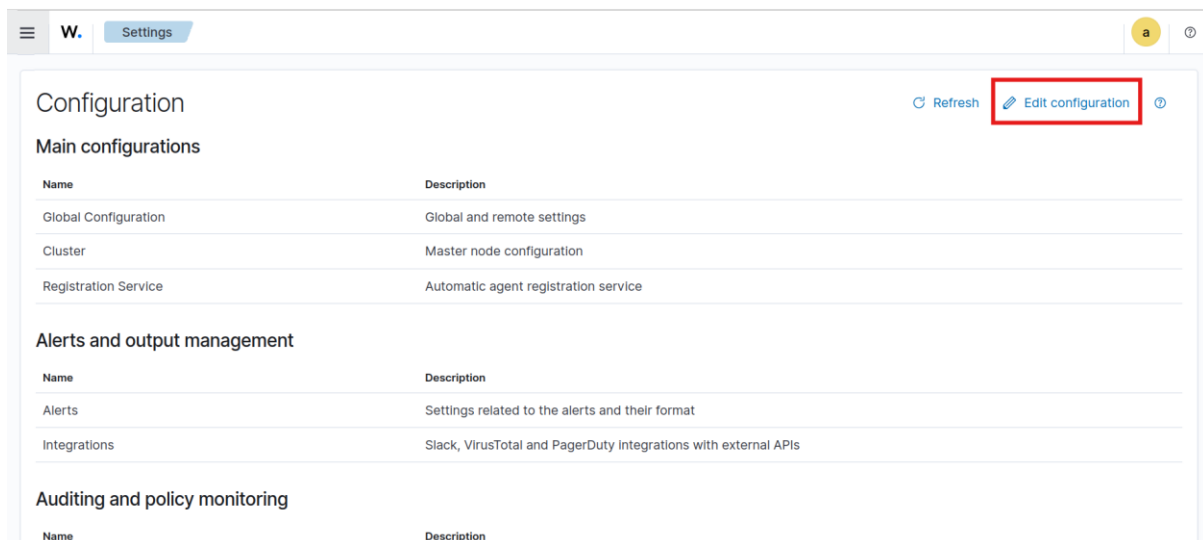 W. Settings a
Configuration Refresh Edit configuration
Main configurations
Name Description
Global Configuration Global and remote settings
Cluster Master node configuration
Registration Service Automatic agent registration service
Alerts and output management
Name Description
Alerts Settings related to the alerts and their format
Integrations Slack, VirusTotal and PagerDuty integrations with external APIs
Auditing and policy monitoring
Name Description